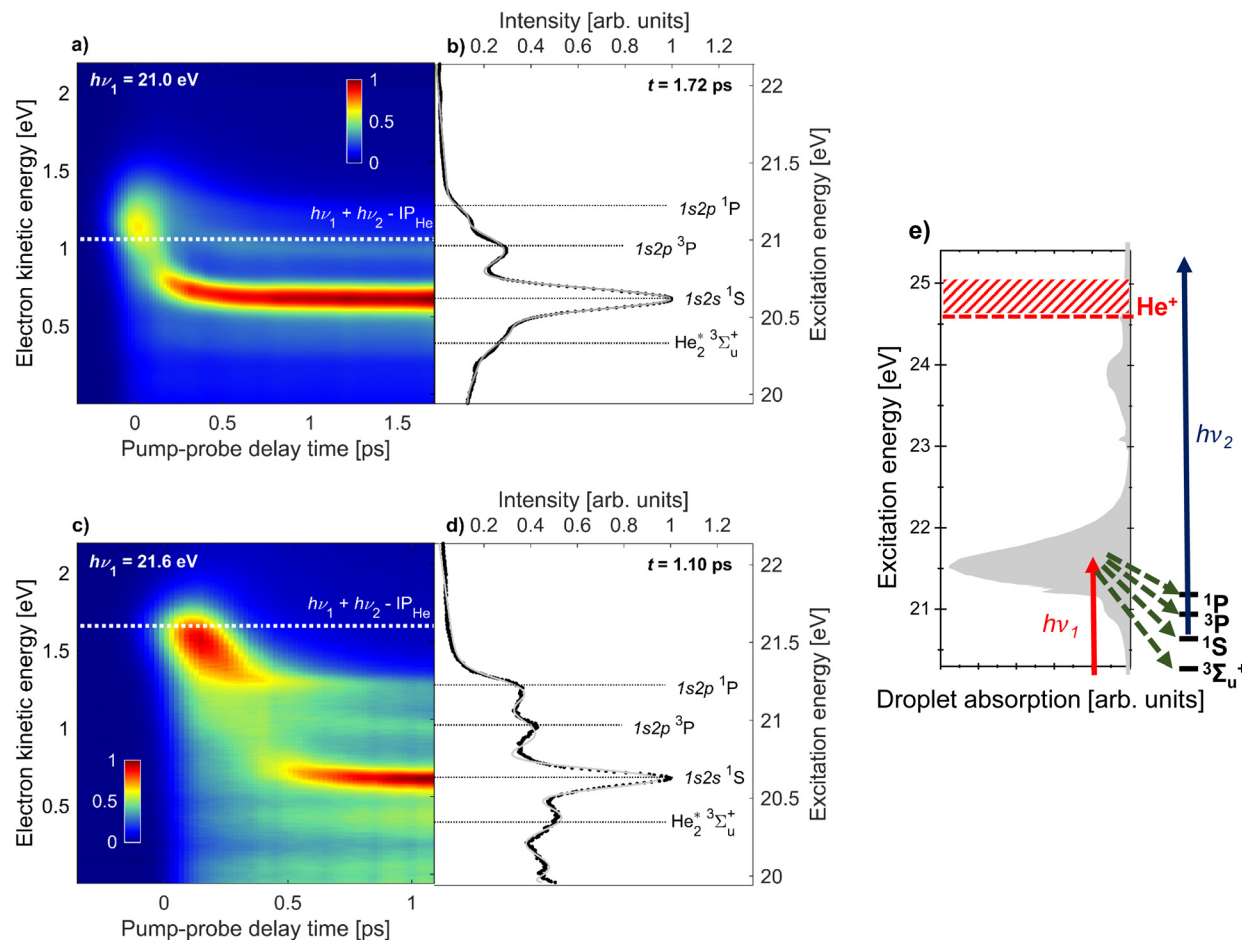 Intensity [arb. units]
a)
b)
0.2 0.4 0.6 0.8 1 1.2
hν₁ = 21.0 eV
t = 1.72 ps
1
0.5
0
hν₁ + hν₂ - IP_He
2
1.5
1
0.5
Electron kinetic energy [eV]
0 0.5 1 1.5
Pump-probe delay time [ps]
1s2p ¹P
1s2p ³P
1s2s ¹S
He₂* ³Σᵤ⁺
22
21.5
21
20.5
20
Excitation energy [eV]
Intensity [arb. units]
c)
d)
0.2 0.4 0.6 0.8 1 1.2
hν₁ = 21.6 eV
t = 1.10 ps
hν₁ + hν₂ - IP_He
1
0.5
0
2
1.5
1
0.5
Electron kinetic energy [eV]
0 0.5 1
Pump-probe delay time [ps]
1s2p ¹P
1s2p ³P
1s2s ¹S
He₂* ³Σᵤ⁺
22
21.5
21
20.5
20
Excitation energy [eV]
e)
25
24
23
22
21
Excitation energy [eV]
He⁺
hν₂
hν₁
¹P
³P
¹S
³Σᵤ⁺
Droplet absorption [arb. units]